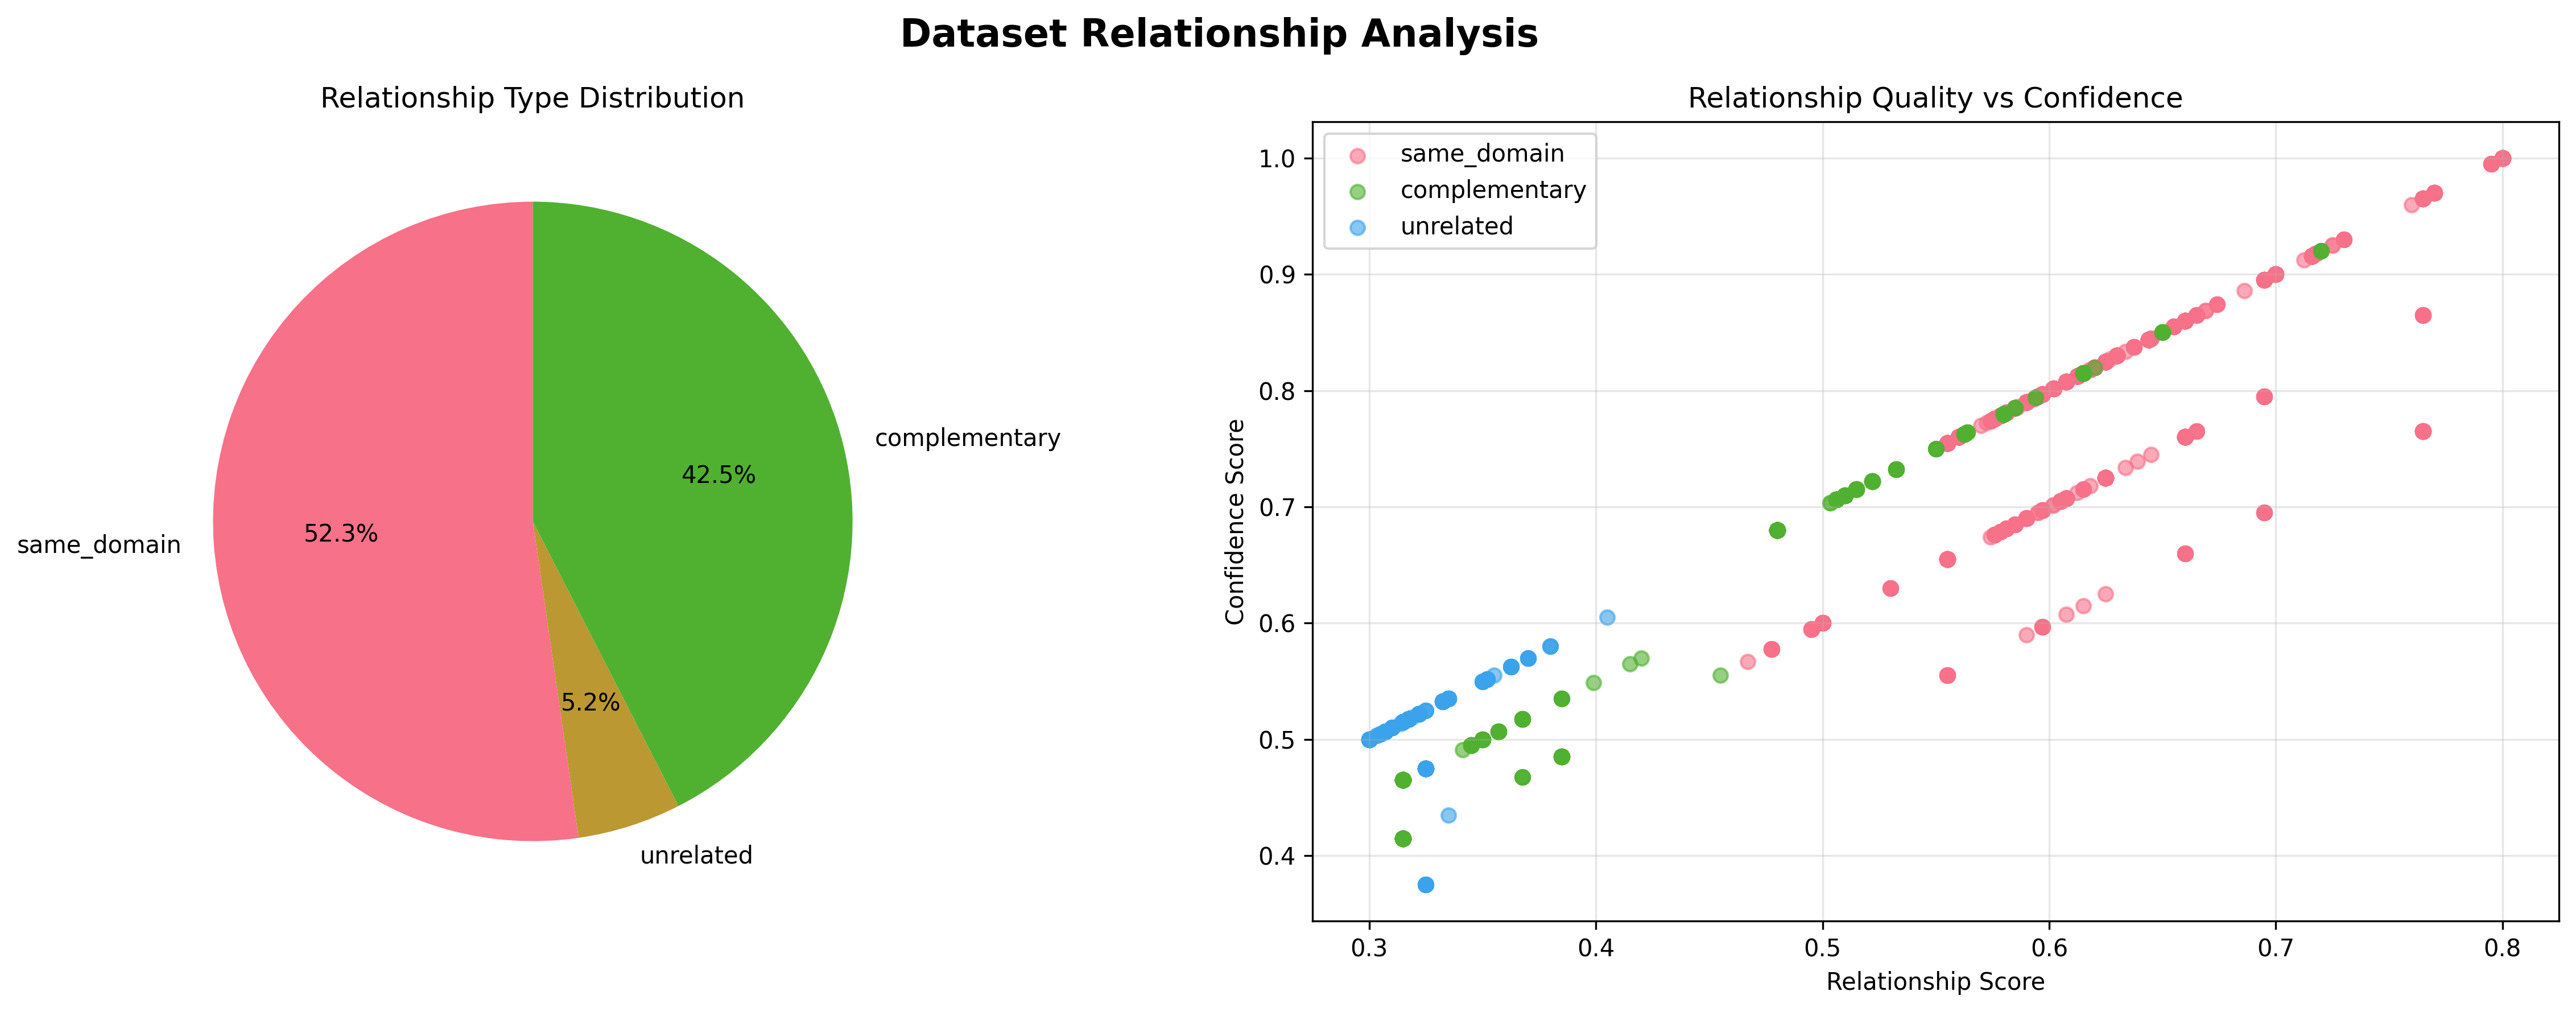 Dataset Relationship Analysis
Relationship Type Distribution
same_domain
52.3%
5.2%
unrelated
42.5%
complementary
Relationship Quality vs Confidence
same_domain
complementary
unrelated
Confidence Score
1.0
0.9
0.8
0.7
0.6
0.5
0.4
0.3
0.4
0.5
0.6
0.7
0.8
Relationship Score